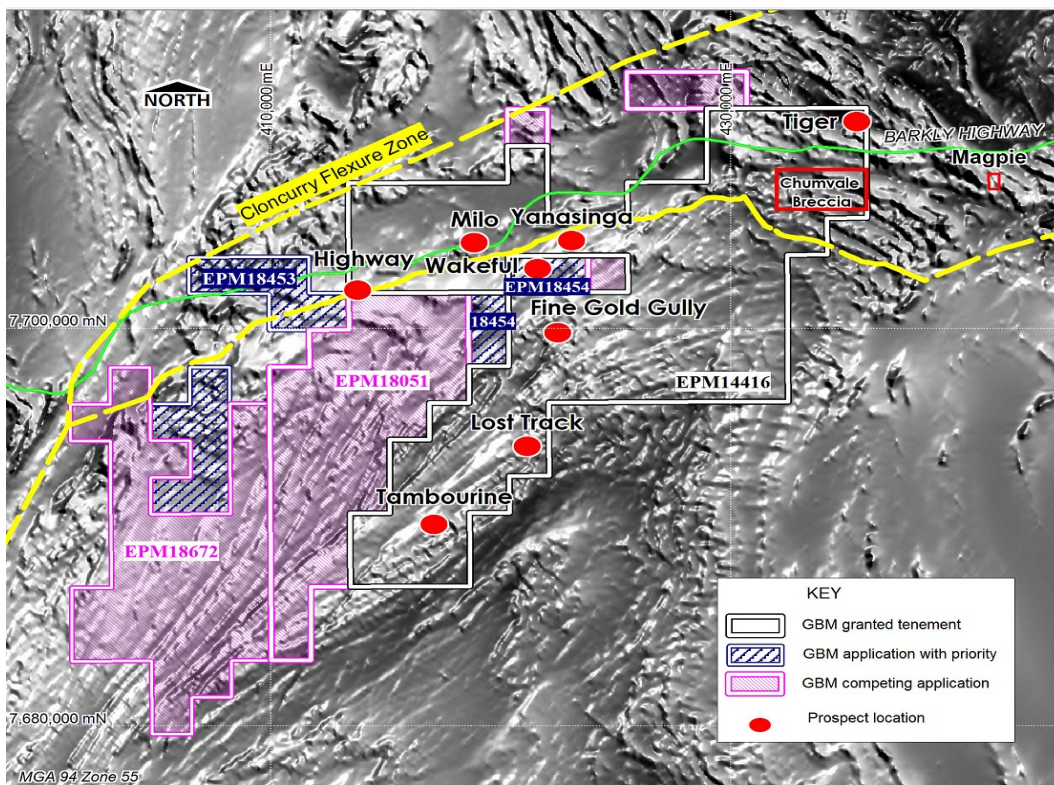 410,000 mE
430,000 mE
NORTH
Tiger
BARKLY HIGHWAY
Magpie
Chumvale
Breccia
Cloncurry Flexure Zone
Milo
Yanasinga
Highway
Wakeful
EPM18453
EPM18454
7,700,000 mN
18454
Fine Gold Gully
EPM18051
EPM14416
Lost Track
Tambourine
EPM18672
KEY
GBM granted tenement
GBM application with priority
GBM competing application
Prospect location
7,680,000 mN
MGA 94 Zone 55